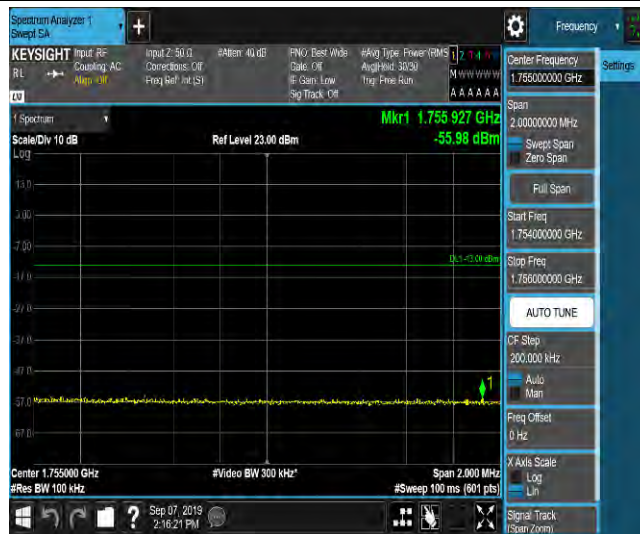 Spectrum Analyzer 1
Swept SA
Frequency
KEYSIGHT
RL
Input: RF
Coupling: AC
Align: Off
Input Z: 50 Ω
Corrections: Off
Freq Ref: Int (S)
#Atten: 40 dB
PNO: Best Wide
Gate: Off
IF Gain: Low
Sig Track: Off
#Avg Type: Power (RMS
Avg|Hold: 30/30
Trig: Free Run
M W W W W W
A A A A A A
1 Spectrum
Scale/Div 10 dB
Log
Ref Level 23.00 dBm
Mkr1 1.755 927 GHz
-55.98 dBm
13.0
3.00
-7.00
DL1 -13.00 dBm
-17.0
-27.0
-37.0
-47.0
1
-57.0
-67.0
Center 1.755000 GHz
#Res BW 100 kHz
#Video BW 300 kHz*
Span 2.000 MHz
#Sweep 100 ms (601 pts)
Center Frequency
1.755000000 GHz
Settings
Span
2.00000000 MHz
Swept Span
Zero Span
Full Span
Start Freq
1.754000000 GHz
Stop Freq
1.756000000 GHz
AUTO TUNE
CF Step
200.000 kHz
Auto
Man
Freq Offset
0 Hz
X Axis Scale
Log
Lin
Signal Track
(Span Zoom)
?
Sep 07, 2019
2:16:21 PM